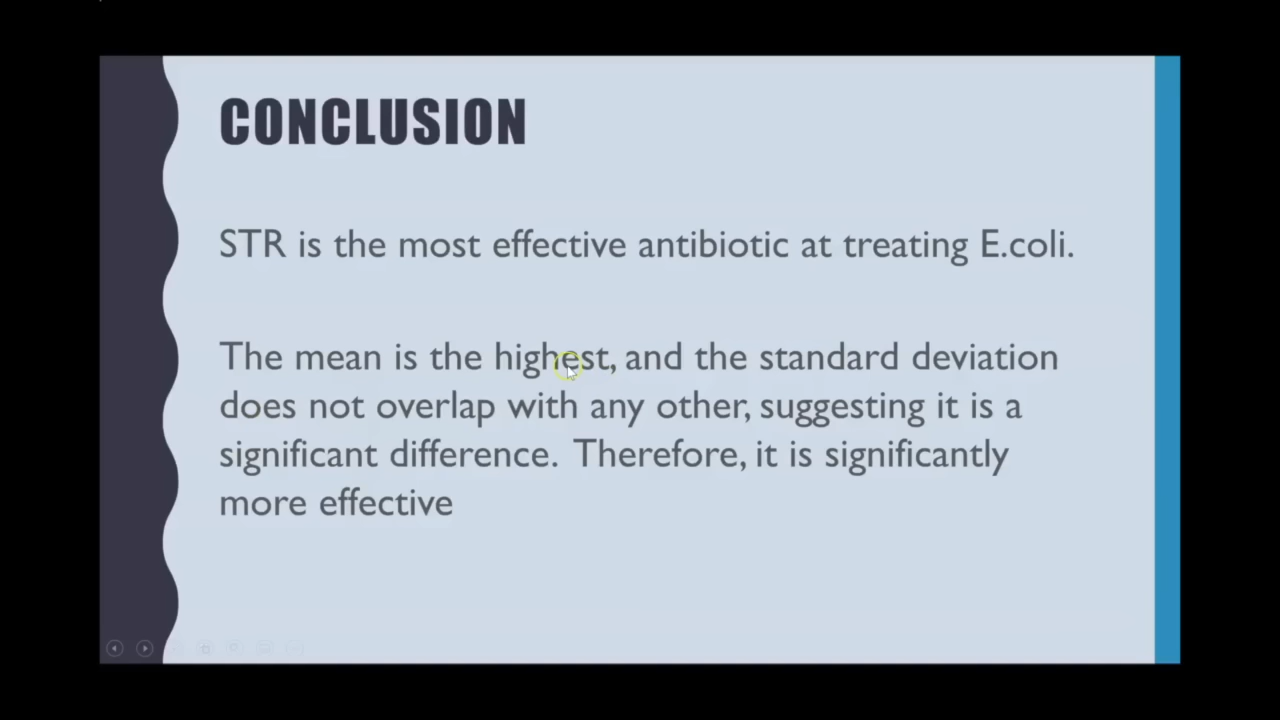 CONCLUSION
STR is the most effective antibiotic at treating E.coli.
The mean is the highest, and the standard deviation
does not overlap with any other, suggesting it is a
significant difference. Therefore, it is significantly
more effective